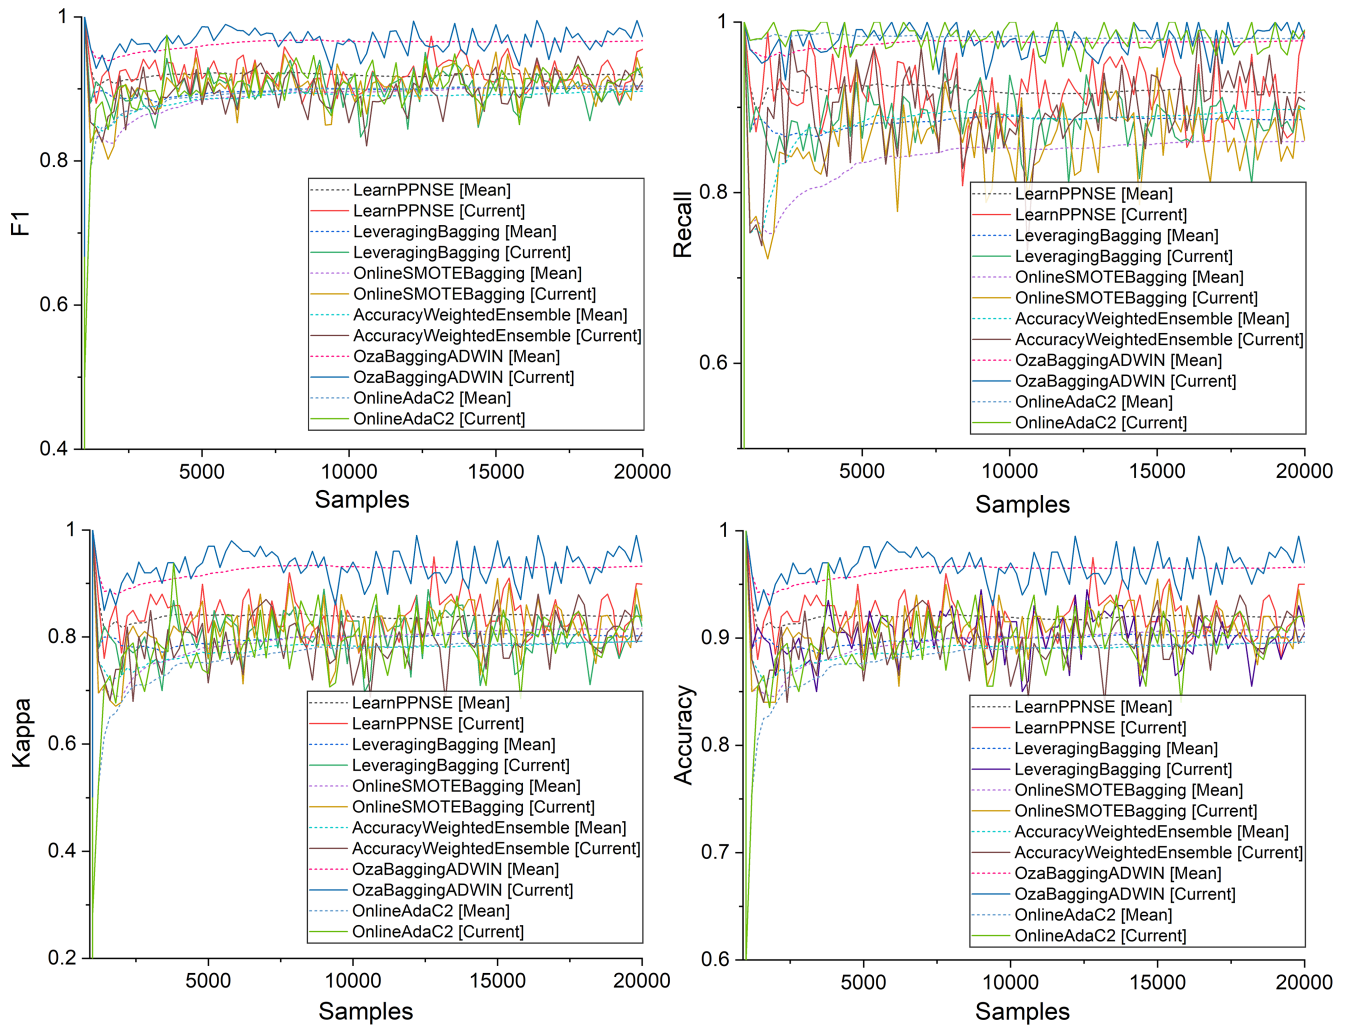 1
0.8
0.6
0.4
F1
5000 10000 15000 20000
Samples
LearnPPNSE [Mean]
LearnPPNSE [Current]
LeveragingBagging [Mean]
LeveragingBagging [Current]
OnlineSMOTEBagging [Mean]
OnlineSMOTEBagging [Current]
AccuracyWeightedEnsemble [Mean]
AccuracyWeightedEnsemble [Current]
OzaBaggingADWIN [Mean]
OzaBaggingADWIN [Current]
OnlineAdaC2 [Mean]
OnlineAdaC2 [Current]
1
0.8
0.6
Recall
5000 10000 15000 20000
Samples
LearnPPNSE [Mean]
LearnPPNSE [Current]
LeveragingBagging [Mean]
LeveragingBagging [Current]
OnlineSMOTEBagging [Mean]
OnlineSMOTEBagging [Current]
AccuracyWeightedEnsemble [Mean]
AccuracyWeightedEnsemble [Current]
OzaBaggingADWIN [Mean]
OzaBaggingADWIN [Current]
OnlineAdaC2 [Mean]
OnlineAdaC2 [Current]
1
0.8
0.6
0.4
0.2
Kappa
5000 10000 15000 20000
Samples
LearnPPNSE [Mean]
LearnPPNSE [Current]
LeveragingBagging [Mean]
LeveragingBagging [Current]
OnlineSMOTEBagging [Mean]
OnlineSMOTEBagging [Current]
AccuracyWeightedEnsemble [Mean]
AccuracyWeightedEnsemble [Current]
OzaBaggingADWIN [Mean]
OzaBaggingADWIN [Current]
OnlineAdaC2 [Mean]
OnlineAdaC2 [Current]
1
0.9
0.8
0.7
0.6
Accuracy
5000 10000 15000 20000
Samples
LearnPPNSE [Mean]
LearnPPNSE [Current]
LeveragingBagging [Mean]
LeveragingBagging [Current]
OnlineSMOTEBagging [Mean]
OnlineSMOTEBagging [Current]
AccuracyWeightedEnsemble [Mean]
AccuracyWeightedEnsemble [Current]
OzaBaggingADWIN [Mean]
OzaBaggingADWIN [Current]
OnlineAdaC2 [Mean]
OnlineAdaC2 [Current]